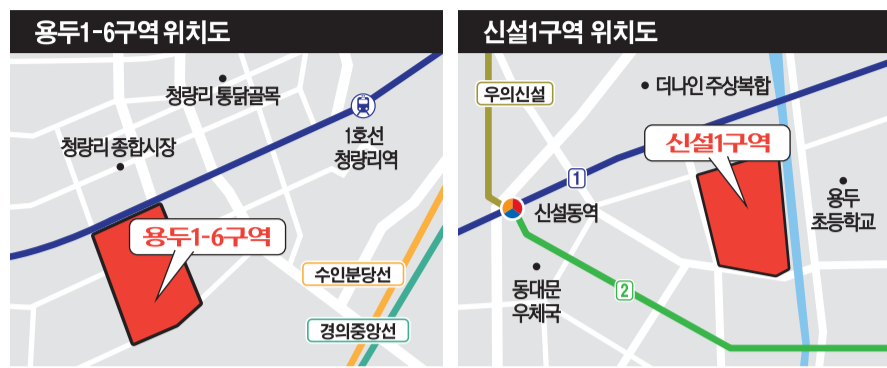 용두1-6구역 위치도
청량리 통닭골목
청량리 종합시장
1호선
청량리역
용두1-6구역
수인분당선
경의중앙선
신설1구역 위치도
우의신설
더나인 주상복합
신설1구역
1
신설동역
용두
초등학교
동대문
우체국
2